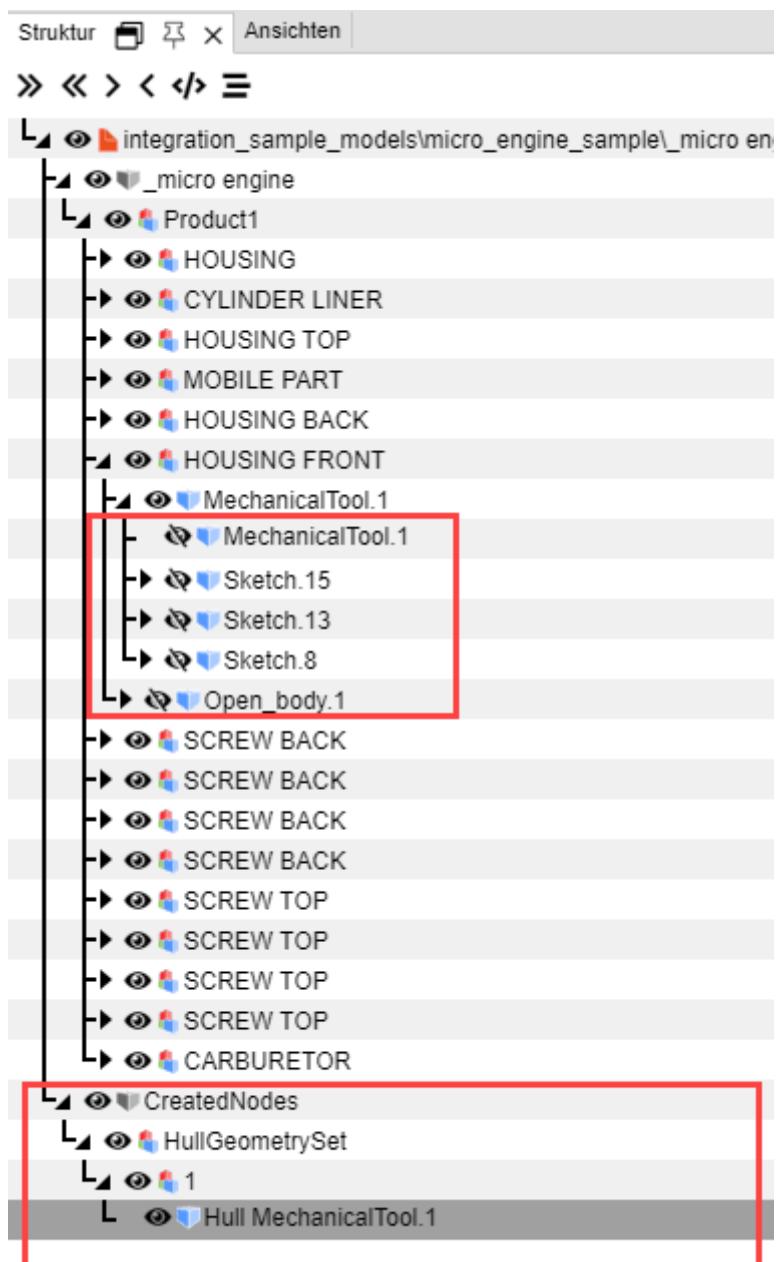 Struktur Ansichten
integration_sample_models\micro_engine_sample\_micro en
_micro engine
Product1
HOUSING
CYLINDER LINER
HOUSING TOP
MOBILE PART
HOUSING BACK
HOUSING FRONT
MechanicalTool.1
MechanicalTool.1
Sketch.15
Sketch.13
Sketch.8
Open_body.1
SCREW BACK
SCREW BACK
SCREW BACK
SCREW BACK
SCREW TOP
SCREW TOP
SCREW TOP
SCREW TOP
CARBURETOR
CreatedNodes
HullGeometrySet
1
Hull MechanicalTool.1